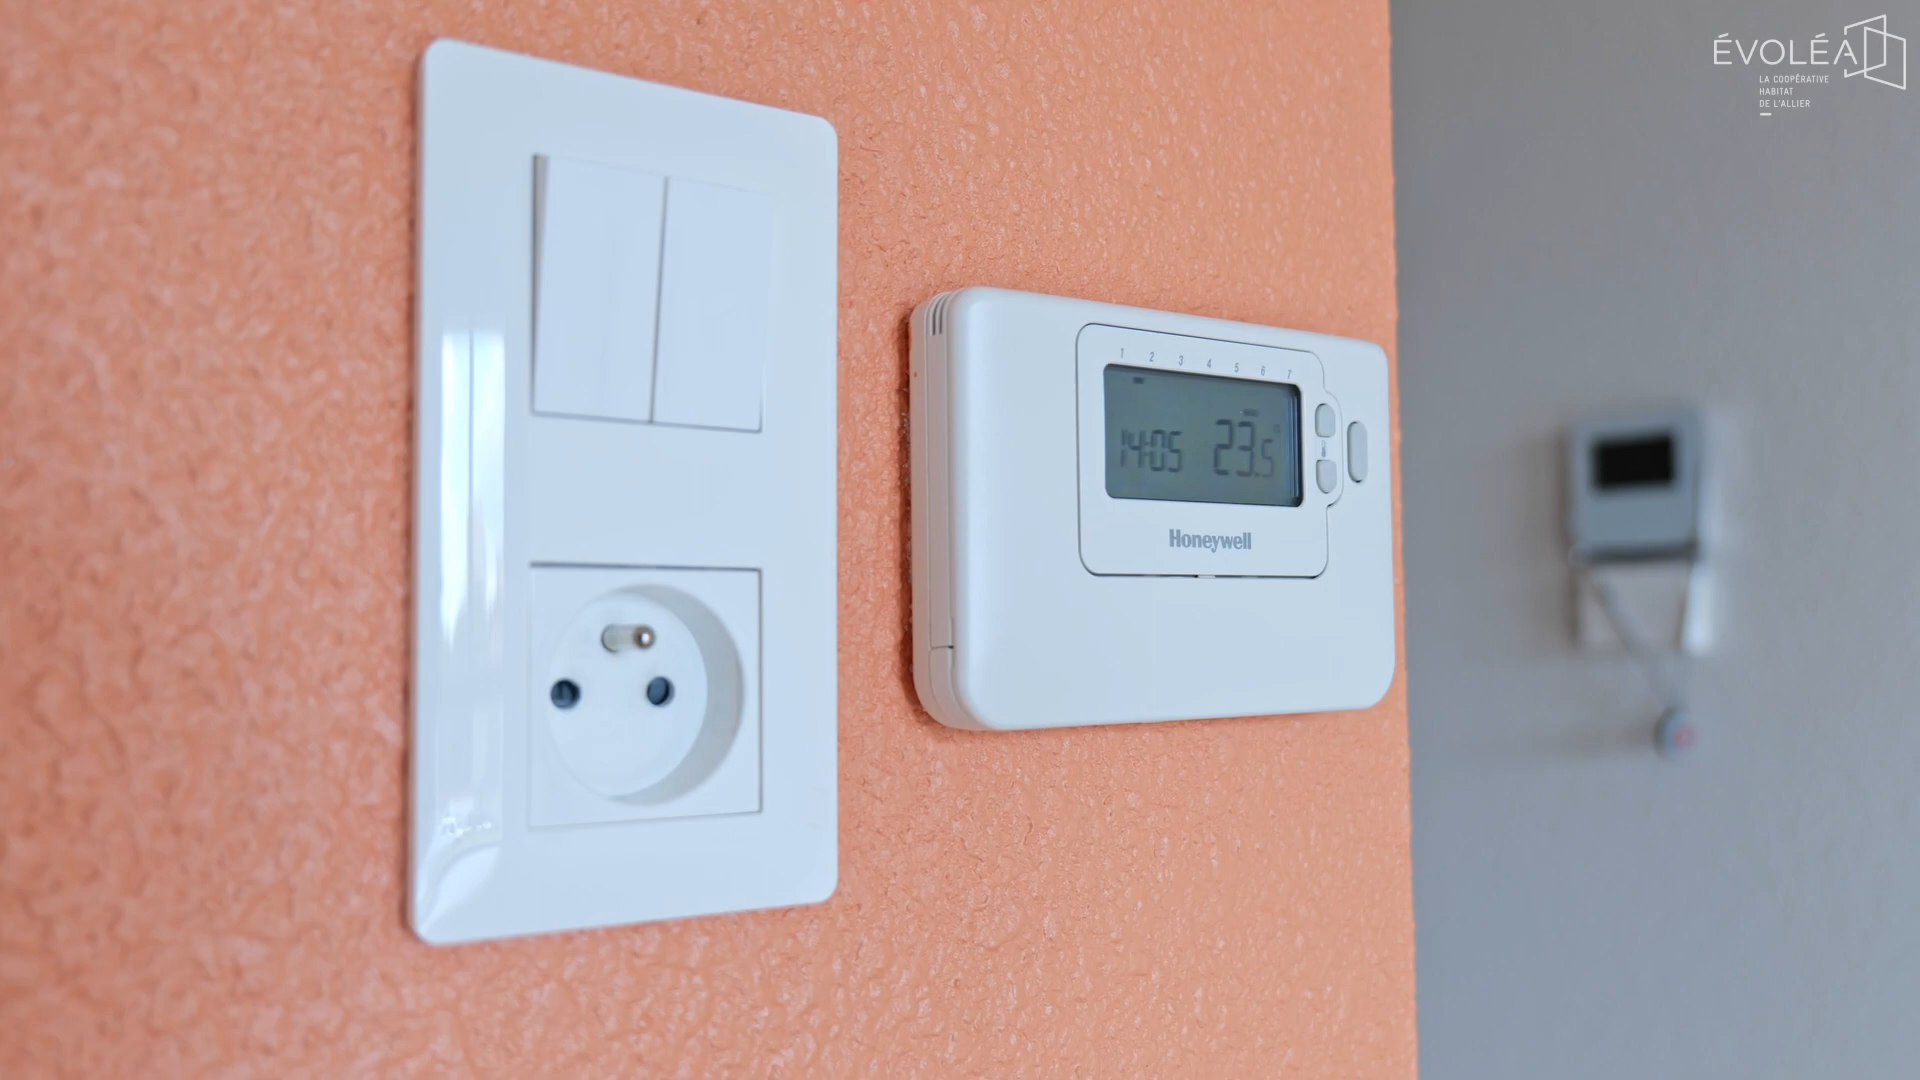 ÉVOLÉA
LA COOPÉRATIVE
HABITAT
DE L'ALLIER
1 2 3 4 5 6 7
14:05 23.5°
Honeywell